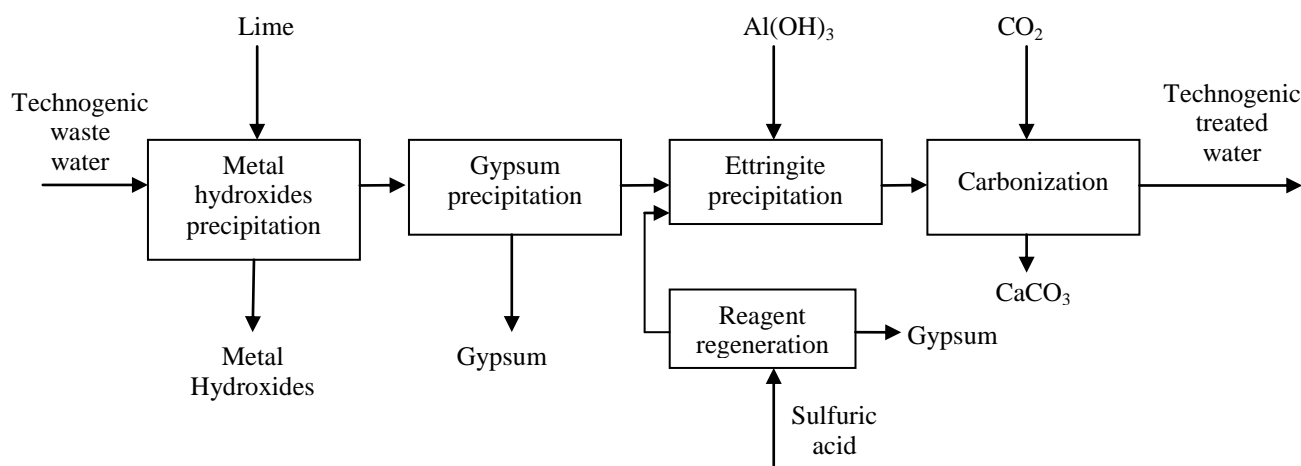 Lime
Al(OH)3
CO2
Technogenic
waste
water
Metal
hydroxides
precipitation
Gypsum
precipitation
Ettringite
precipitation
Carbonization
Technogenic
treated
water
Metal
Hydroxides
Gypsum
Reagent
regeneration
Gypsum
CaCO3
Sulfuric
acid